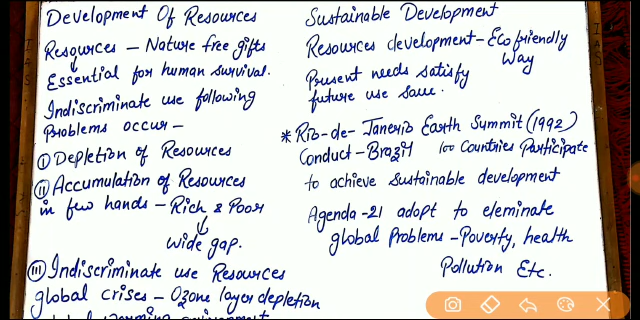 Development Of Resources
Resources – Nature free gifts
Essential for human survival.
Indiscriminate use following
Problems occur –
(I) Depletion of Resources
(II) Accumulation of Resources
in few hands – Rich & Poor
wide gap.
(III) Indiscriminate use Resources
global crises – Ozone layer depletion
Sustainable Development
Resources development – Eco friendly
Way
Present needs satisfy
future use save.
* Rio-de-Janerio Earth Summit (1992)
Conduct – Brazil 100 Countries Participate
to achieve Sustainable development
Agenda -21 adopt to eleminate
global Problems – Poverty, health
Pollution Etc.